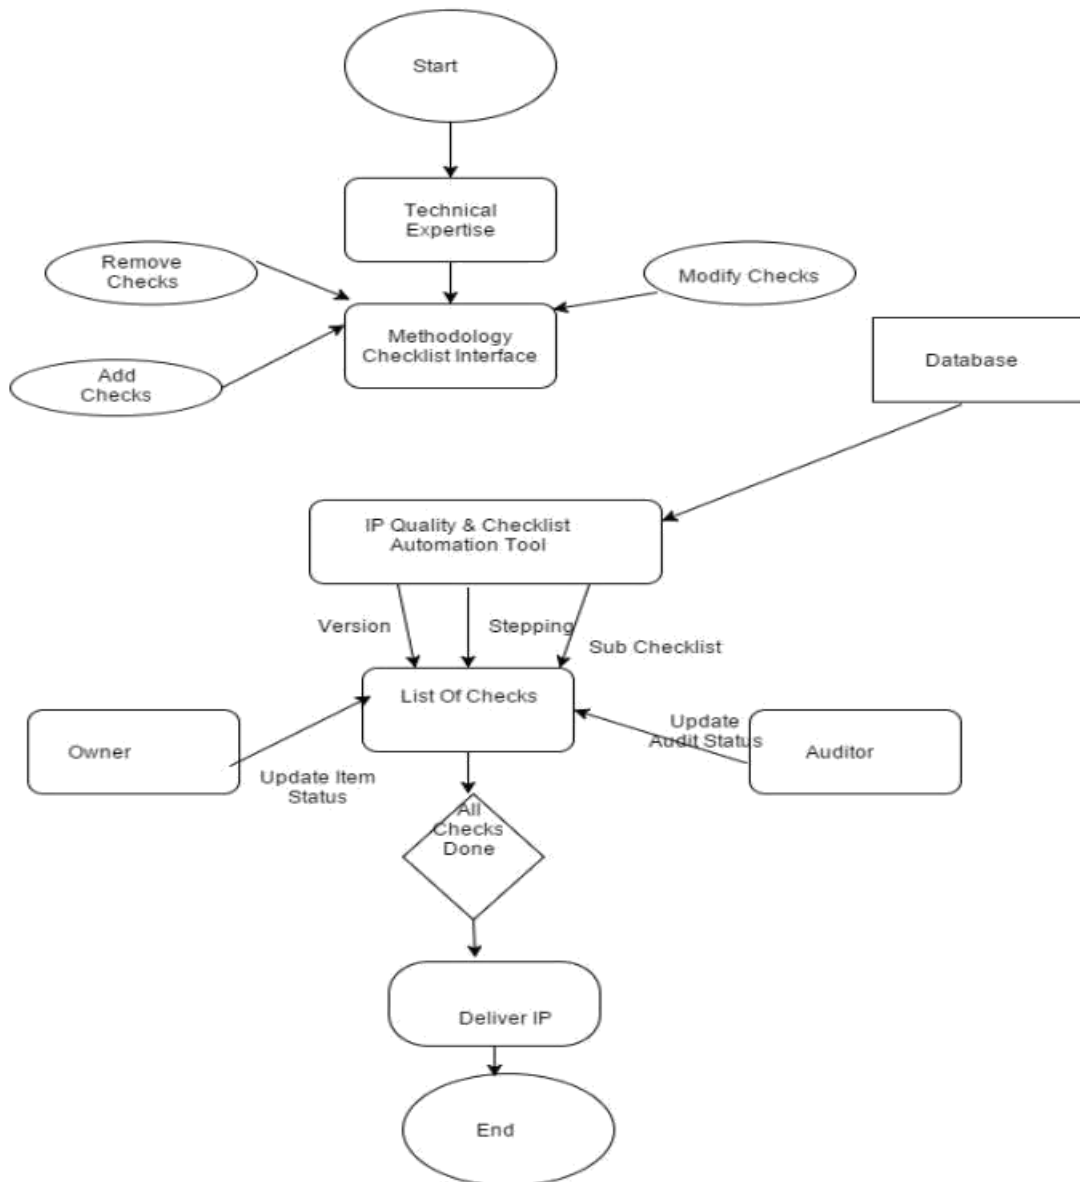 Start
Technical
Expertise
Remove
Checks
Modify Checks
Methodology
Checklist Interface
Add
Checks
Database
IP Quality & Checklist
Automation Tool
Version
Stepping
Sub Checklist
List Of Checks
Owner
Update Item
Status
Update
Audit Status
Auditor
All
Checks
Done
Deliver IP
End